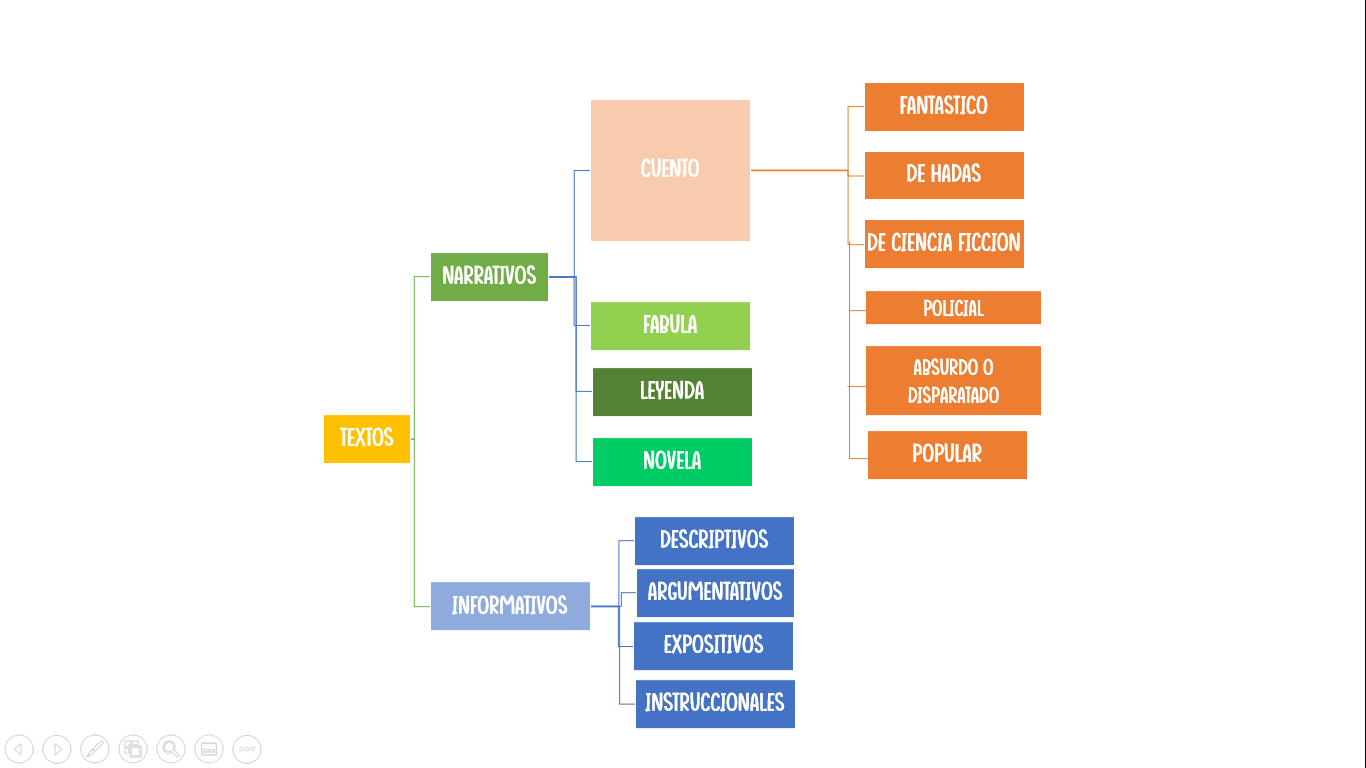 TEXTOS
NARRATIVOS
CUENTO
FANTASTICO
DE HADAS
DE CIENCIA FICCION
POLICIAL
ABSURDO O
DISPARATADO
POPULAR
FABULA
LEYENDA
NOVELA
INFORMATIVOS
DESCRIPTIVOS
ARGUMENTATIVOS
EXPOSITIVOS
INSTRUCCIONALES